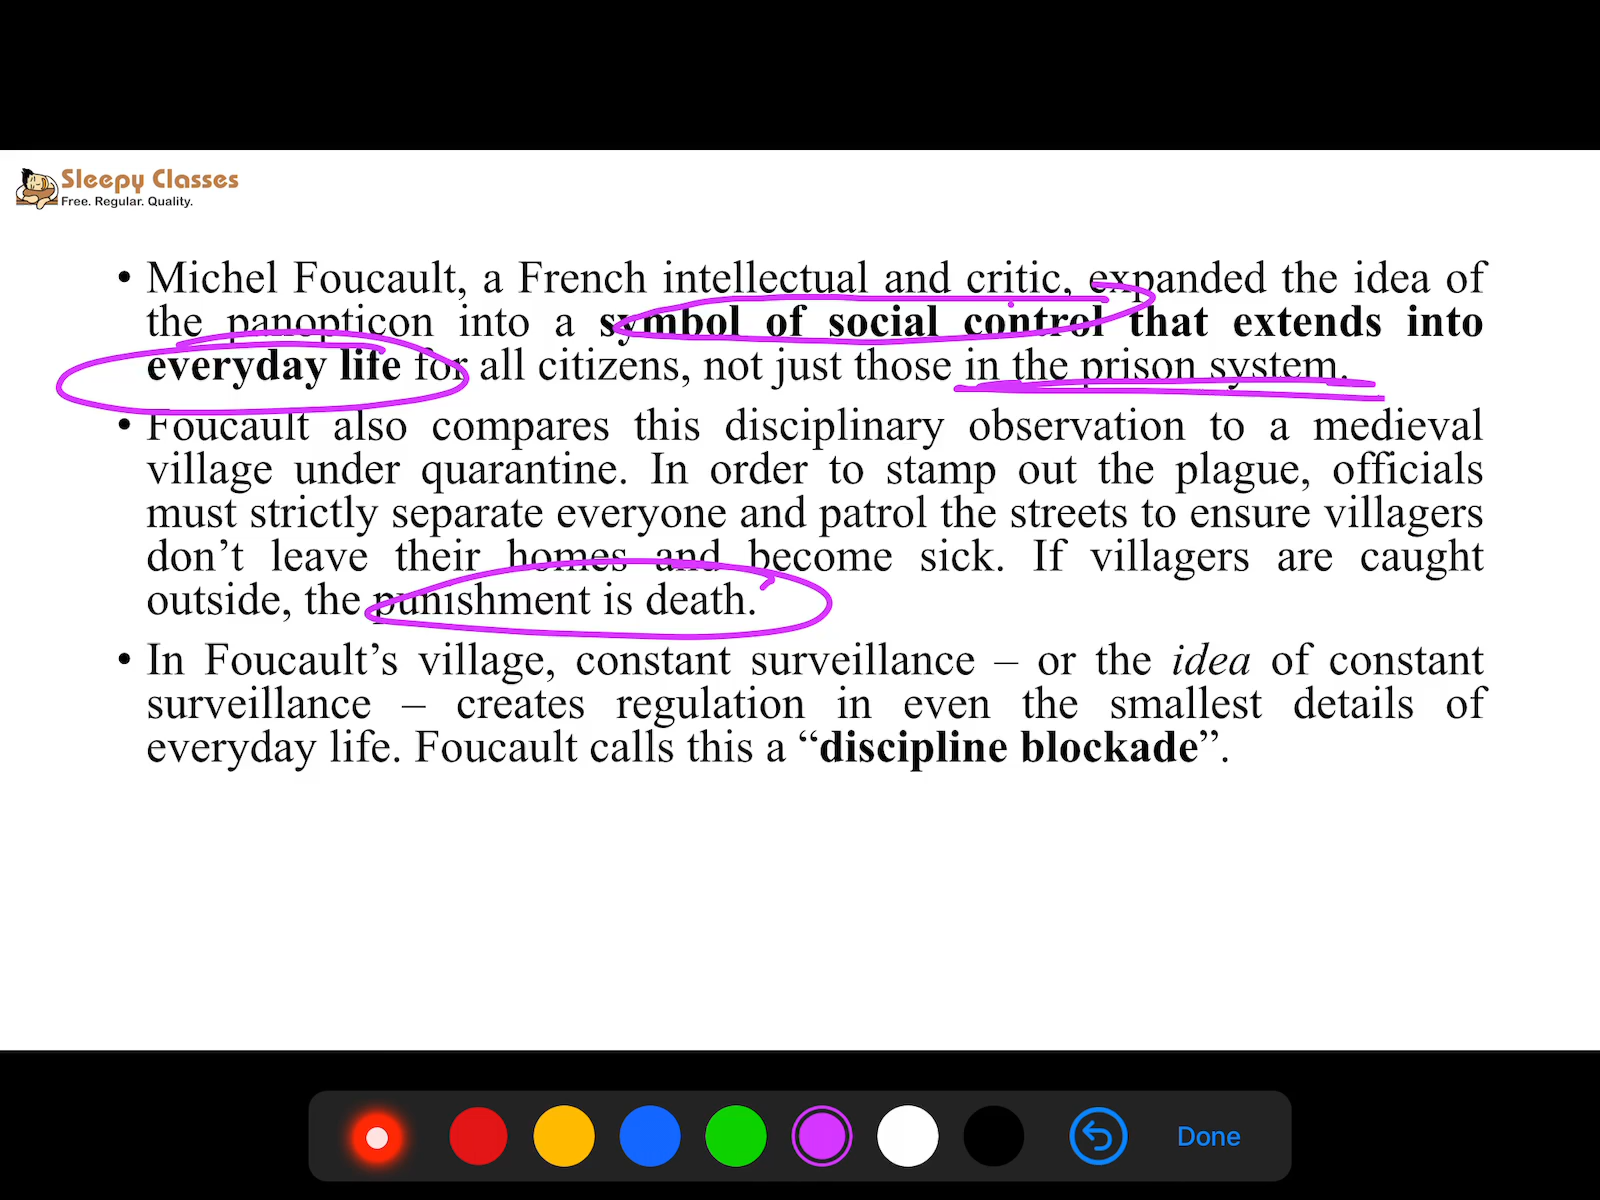 Sleepy Classes
Free. Regular. Quality.
• Michel Foucault, a French intellectual and critic, expanded the idea of
the panopticon into a symbol of social control that extends into
everyday life for all citizens, not just those in the prison system.
• Foucault also compares this disciplinary observation to a medieval
village under quarantine. In order to stamp out the plague, officials
must strictly separate everyone and patrol the streets to ensure villagers
don’t leave their homes and become sick. If villagers are caught
outside, the punishment is death.
• In Foucault’s village, constant surveillance – or the idea of constant
surveillance – creates regulation in even the smallest details of
everyday life. Foucault calls this a “discipline blockade”.
Done